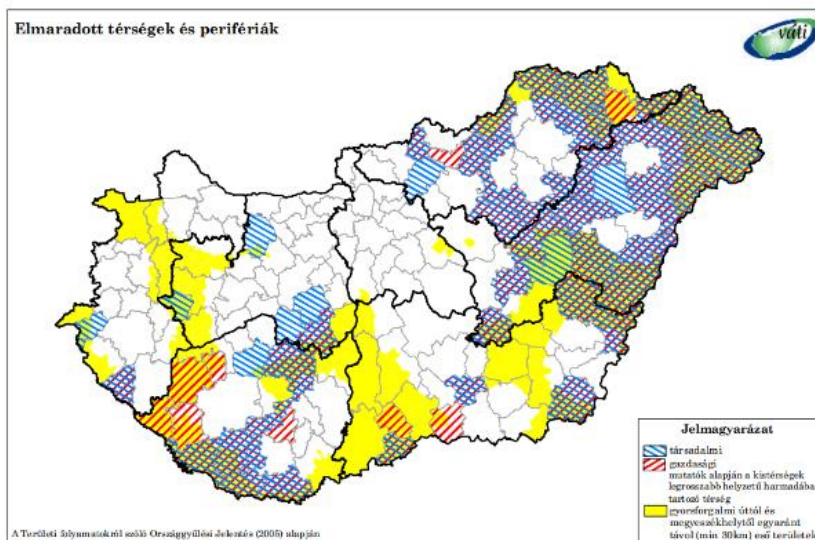 Elmaradott térségek és perifériák
váti
Jelmagyarázat
társadalmi
gazdasági
mutatók alapján a kistérségek
legrosszabb helyzetű harmadába
tartozó térség
gyorsforgalmi úttól és
megyeszékhelytől egyaránt
távol (min 30km) eső területek
A Területi folyamatokról szóló Országgyűlési Jelentés (2005) alapján